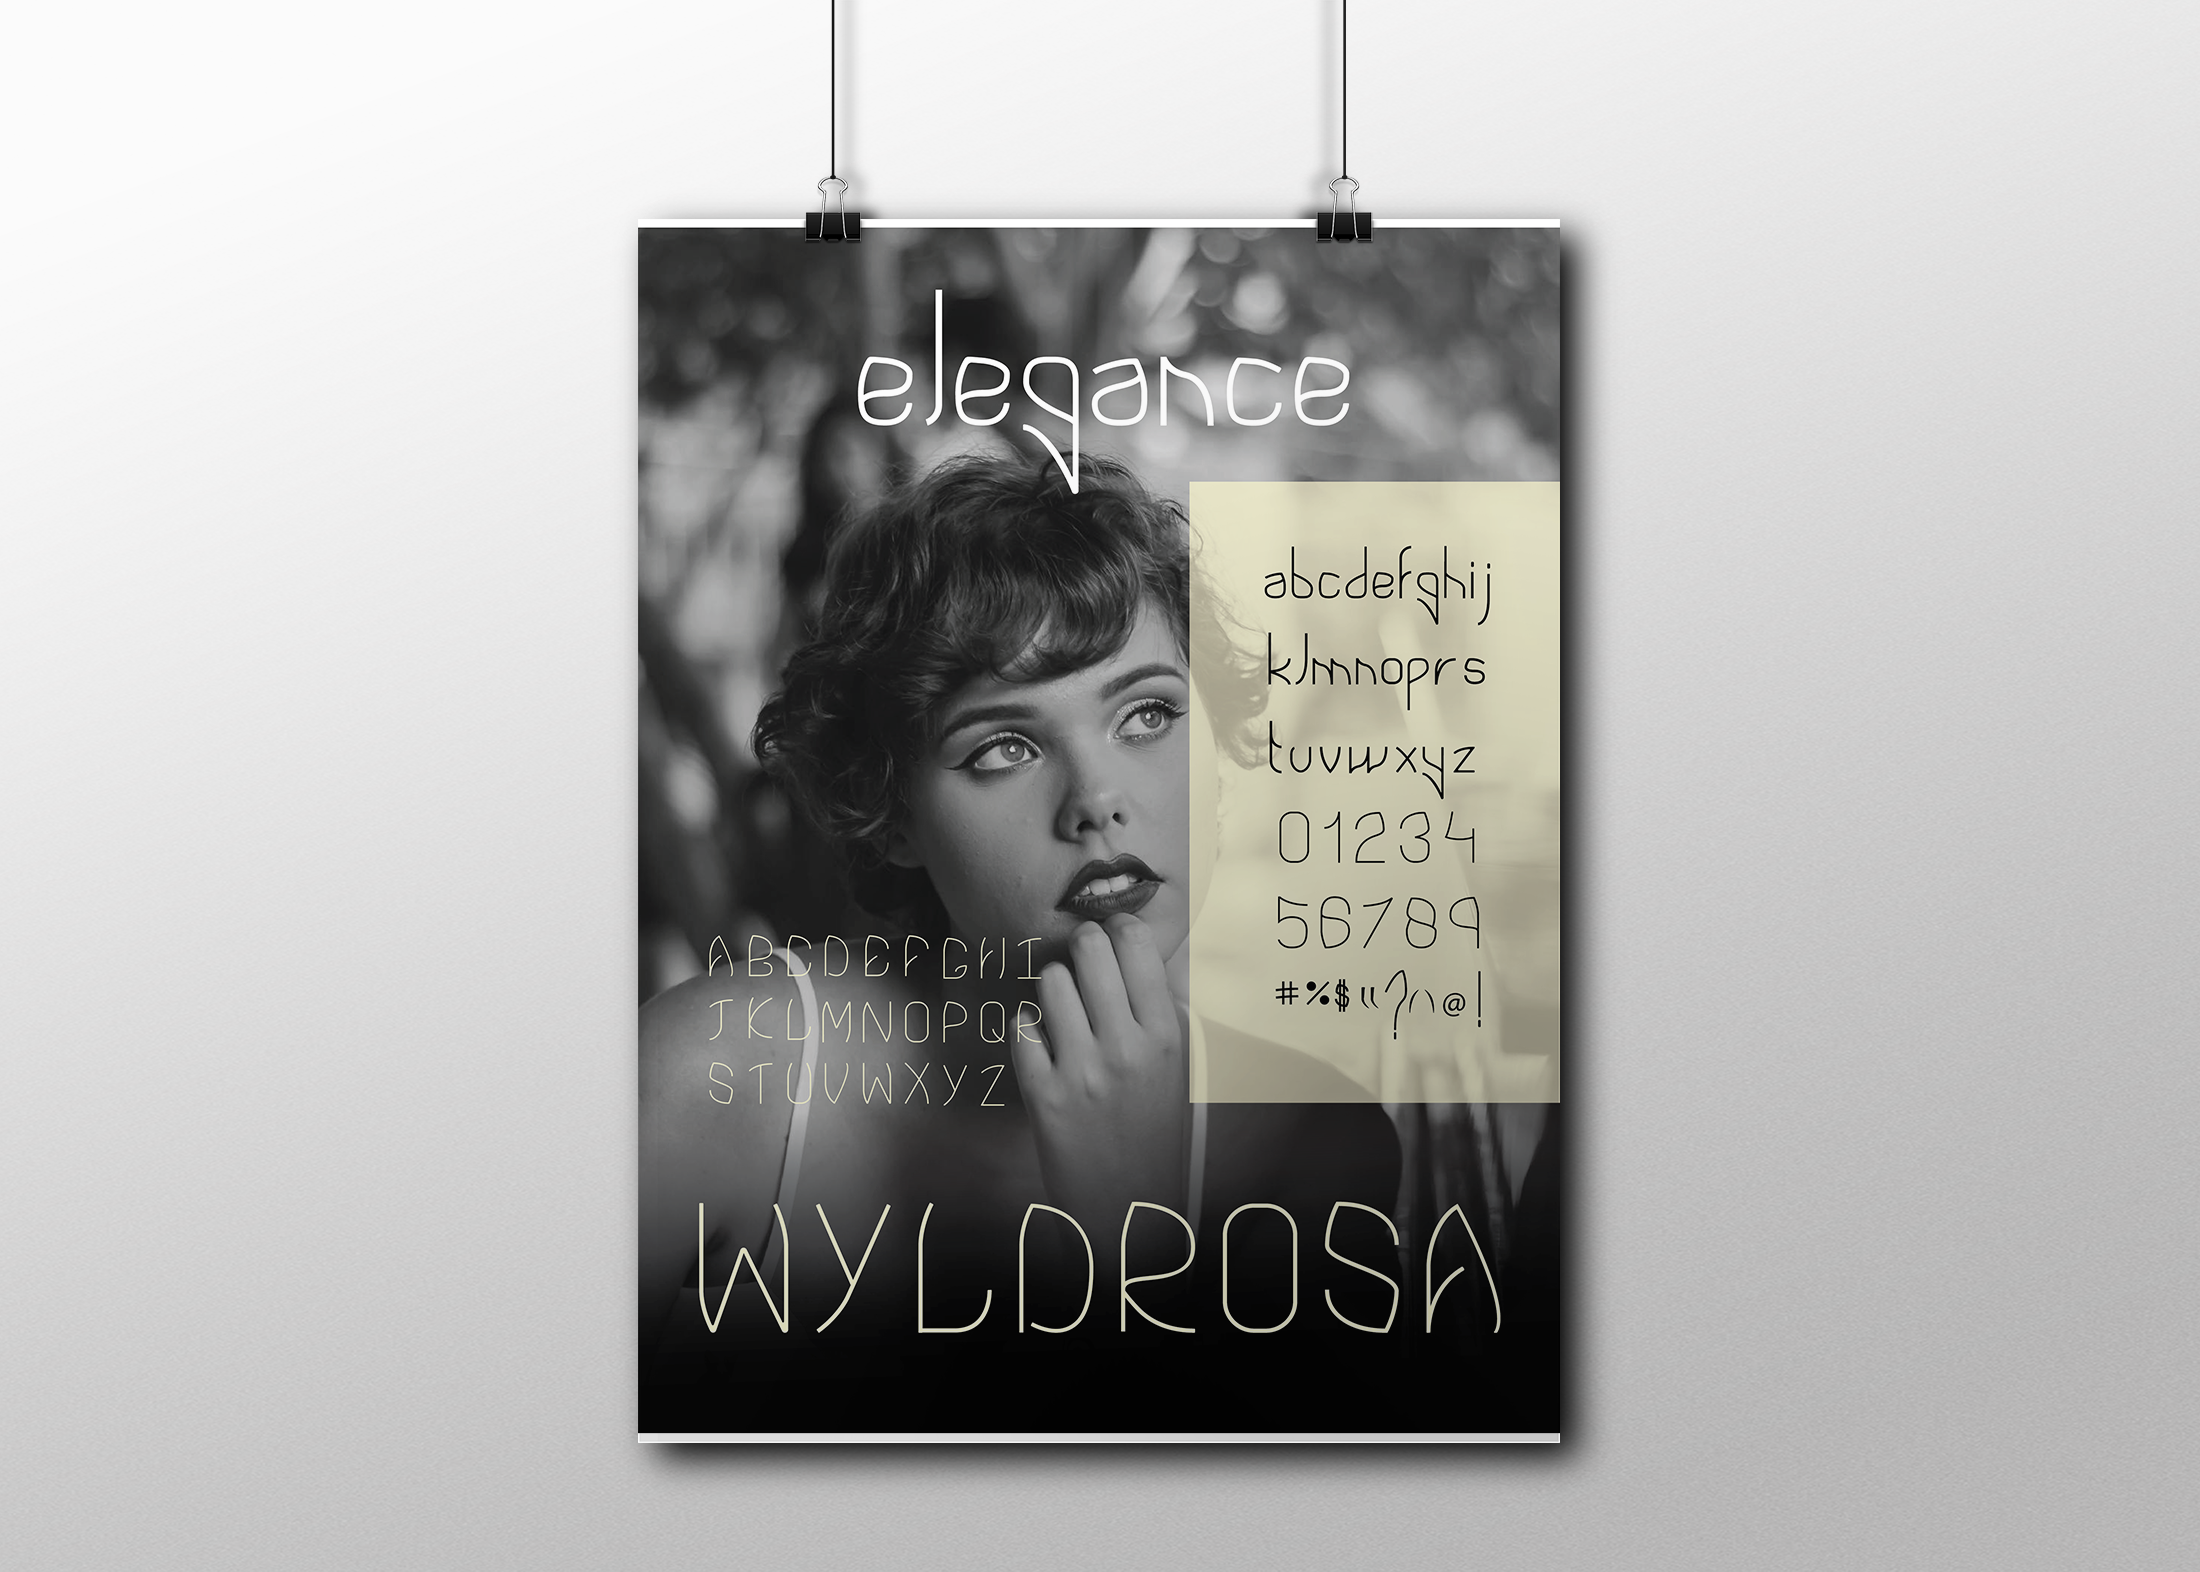 elegance
abcdefghij
klmnoprs
tuvwxyz
01234
56789
#%$"?()@!
ABCDEFGHI
JKLMNOPQR
STUVWXYZ
WYLDROSA